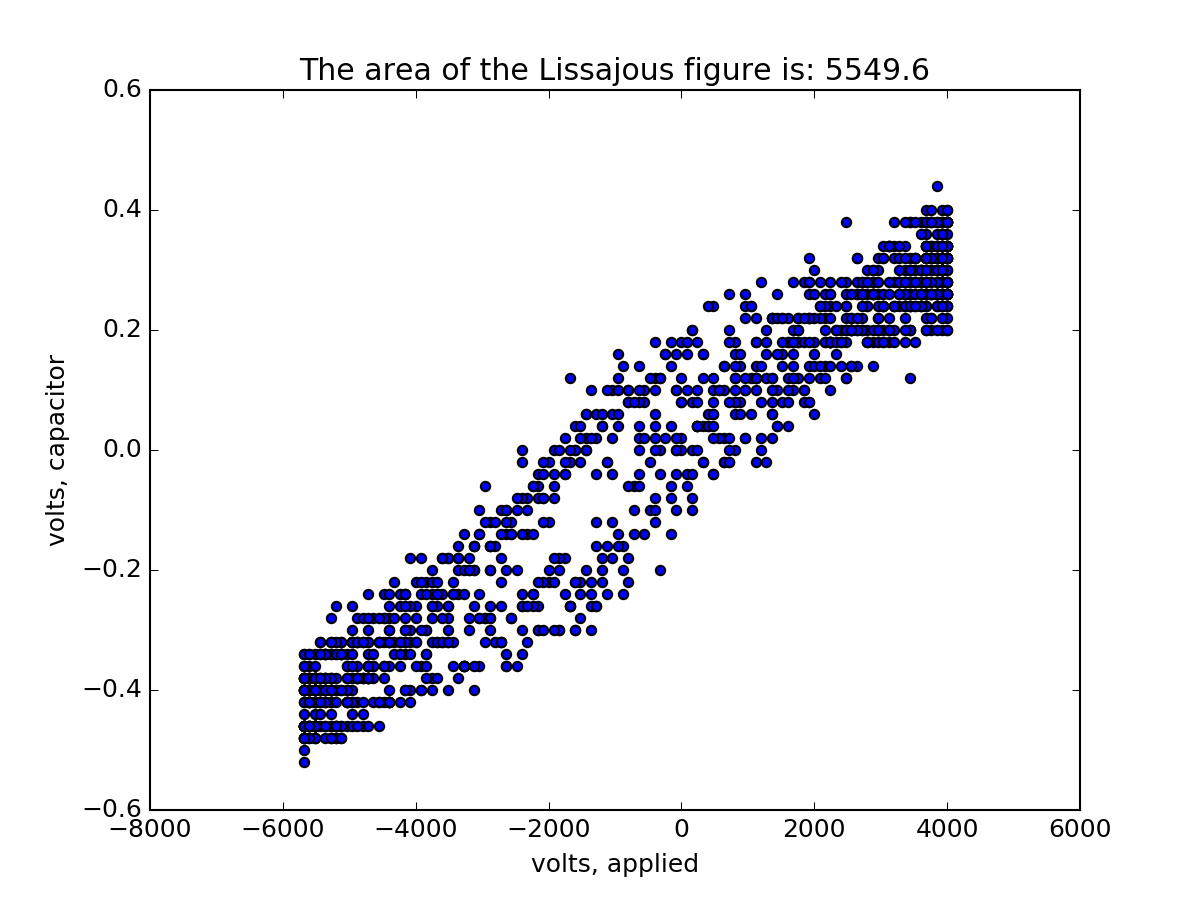 The area of the Lissajous figure is: 5549.6
0.6
0.4
0.2
0.0
−0.2
−0.4
−0.6
volts, capacitor
−8000 −6000 −4000 −2000 0 2000 4000 6000
volts, applied